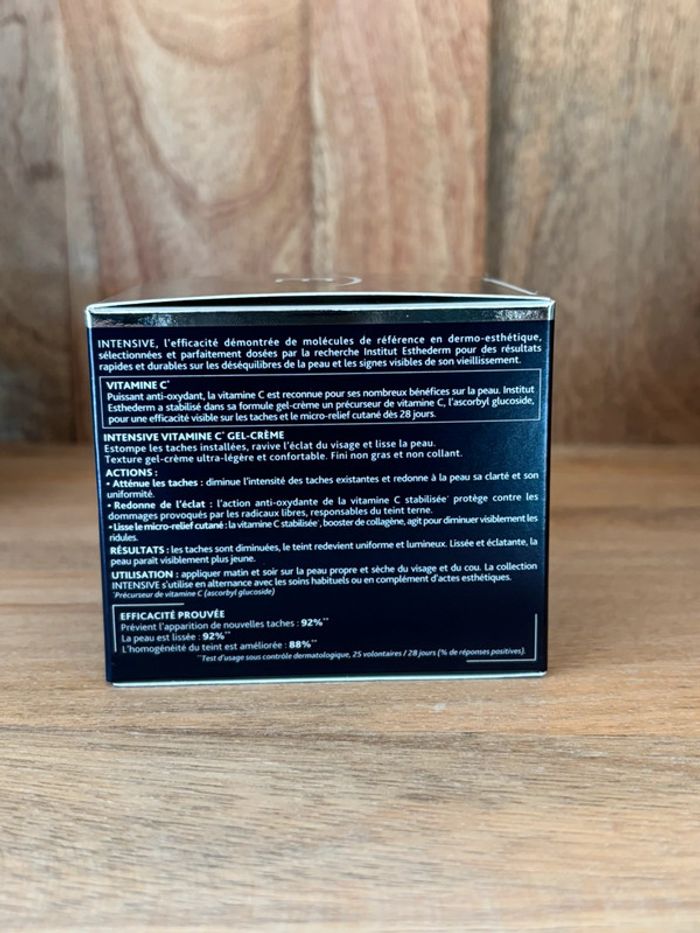 INTENSIVE, l'efficacité démontrée de molécules de référence en dermo-esthétique,
sélectionnées et parfaitement dosées par la recherche Institut Esthederm pour des résultats
rapides et durables sur les déséquilibres de la peau et les signes visibles de son vieillissement.
VITAMINE C*
Puissant anti-oxydant, la vitamine C est reconnue pour ses nombreux bénéfices sur la peau. Institut
Esthederm a stabilisé dans sa formule gel-crème un précurseur de vitamine C, l'ascorbyl glucoside,
pour une efficacité visible sur les taches et le micro-relief cutané dès 28 jours.
INTENSIVE VITAMINE C* GEL-CRÈME
Estompe les taches installées, ravive l'éclat du visage et lisse la peau.
Texture gel-crème ultra-légère et confortable. Fini non gras et non collant.
ACTIONS :
• Atténue les taches : diminue l'intensité des taches existantes et redonne à la peau sa clarté et son
uniformité.
• Redonne de l'éclat : l'action anti-oxydante de la vitamine C stabilisée* protège contre les
dommages provoqués par les radicaux libres, responsables du teint terne.
• Lisse le micro-relief cutané : la vitamine C stabilisée*, booster de collagène, agit pour diminuer visiblement les
ridules.
RÉSULTATS : les taches sont diminuées, le teint redevient uniforme et lumineux. Lissée et éclatante, la
peau paraît visiblement plus jeune.
UTILISATION : appliquer matin et soir sur la peau propre et sèche du visage et du cou. La collection
INTENSIVE s'utilise en alternance avec les soins habituels ou en complément d'actes esthétiques.
*Précurseur de vitamine C (ascorbyl glucoside)
EFFICACITÉ PROUVÉE
Prévient l'apparition de nouvelles taches : 92%**
La peau est lissée : 92%**
L'homogénéité du teint est améliorée : 88%**
**Test d'usage sous contrôle dermatologique, 25 volontaires / 28 jours (% de réponses positives).